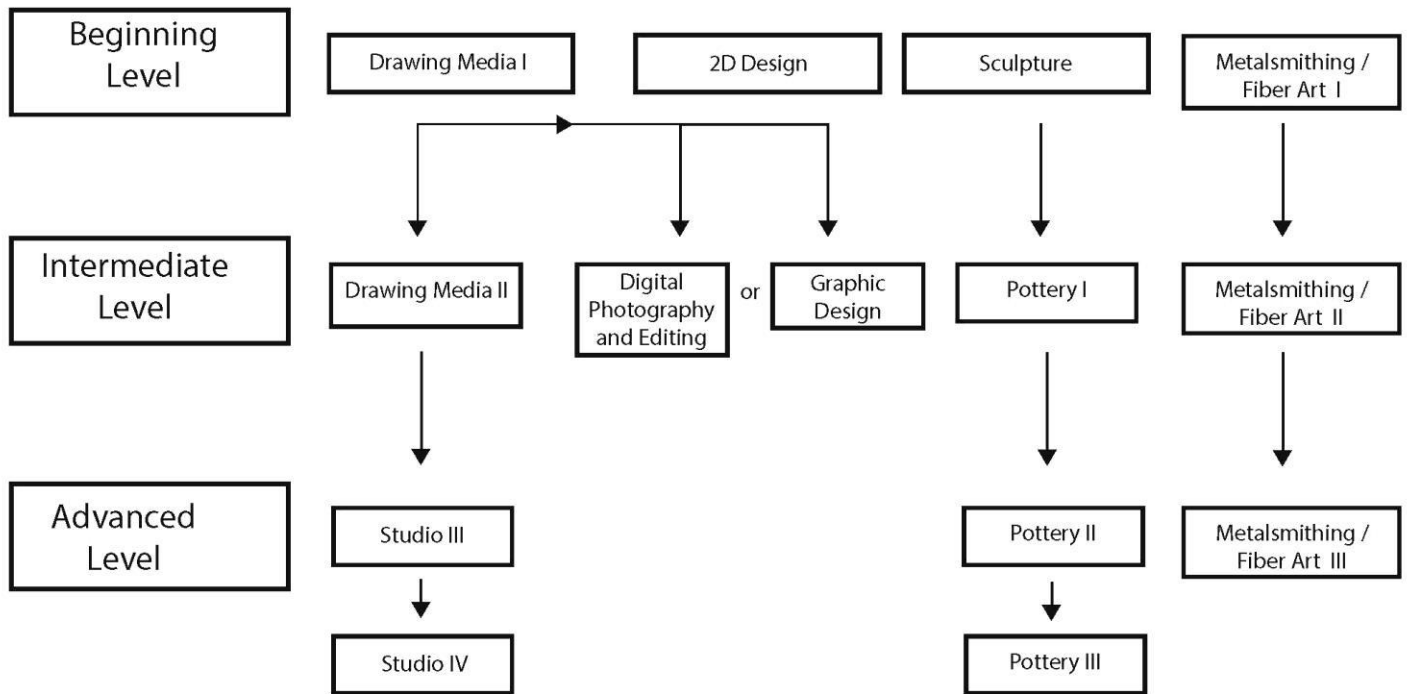 Beginning
Level
Drawing Media I
2D Design
Sculpture
Metalsmithing /
Fiber Art I
Intermediate
Level
Drawing Media II
Digital
Photography
and Editing
or
Graphic
Design
Pottery I
Metalsmithing /
Fiber Art II
Advanced
Level
Studio III
Pottery II
Metalsmithing /
Fiber Art III
Studio IV
Pottery III